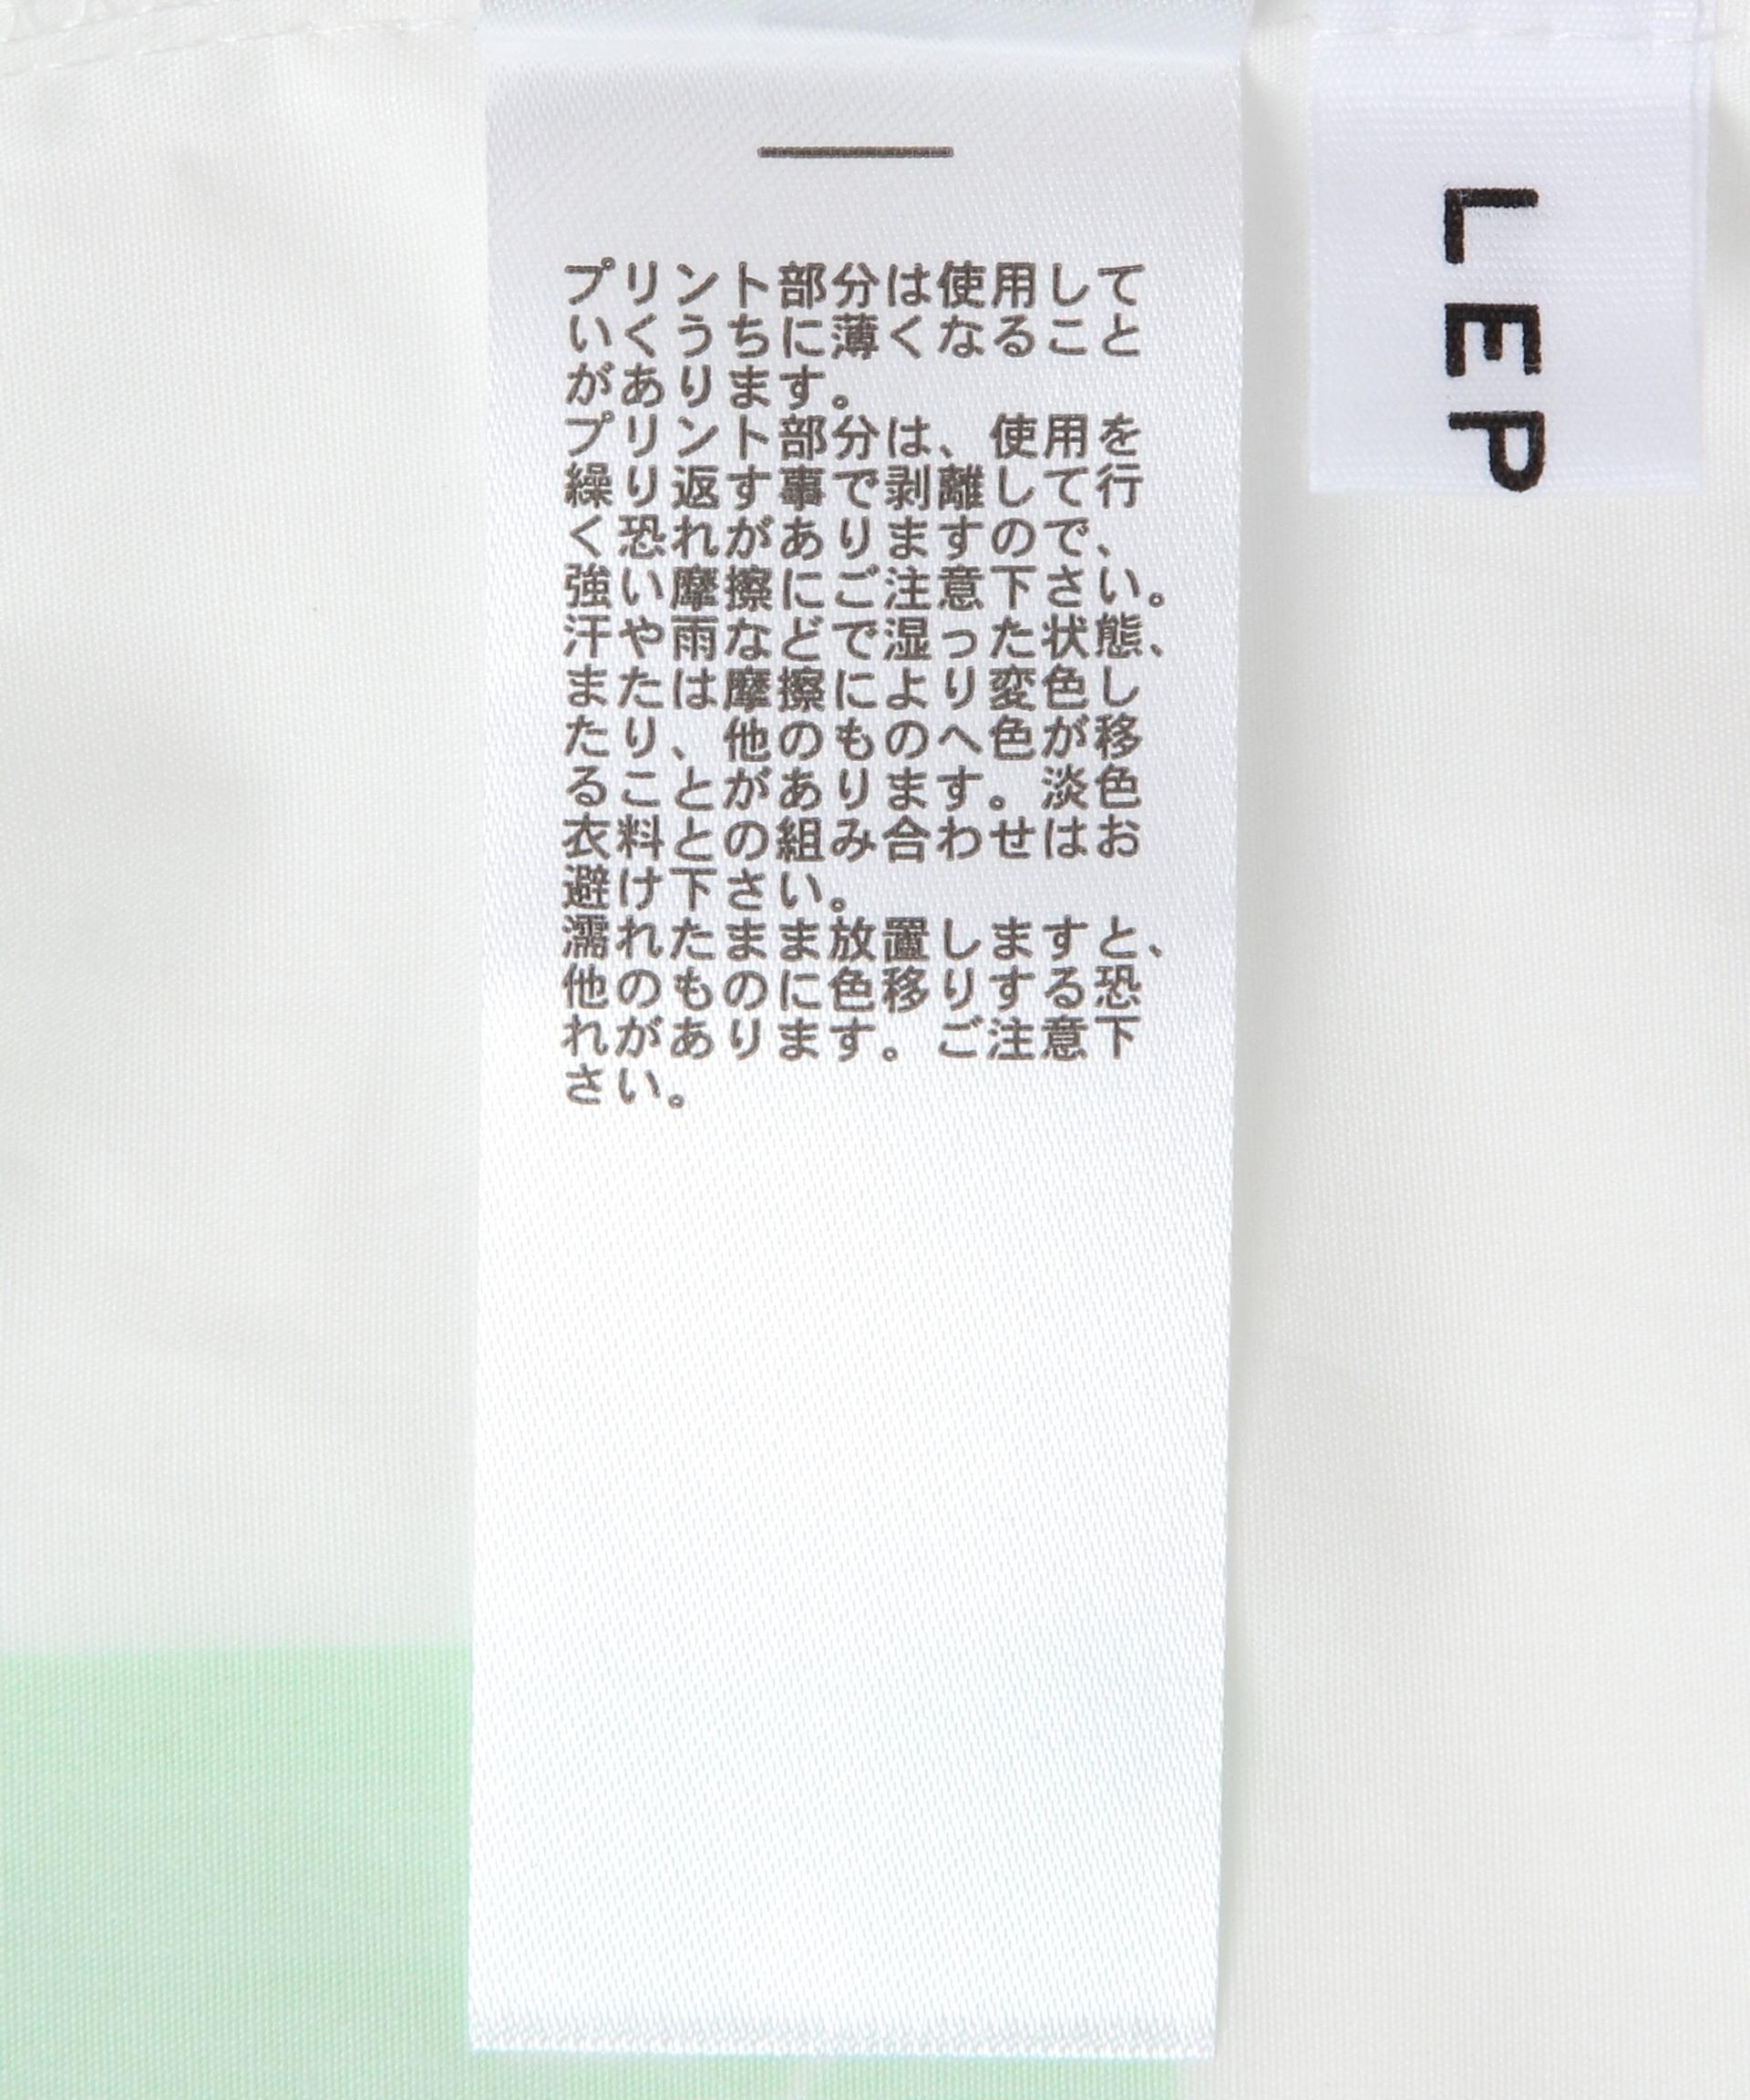 プリント部分は使用して
いくうちに薄くなること
があります。
プリント部分は、使用を
繰り返す事で剥離して行
く恐れがありますので、
強い摩擦にご注意下さい。
汗や雨などで湿った状態、
または摩擦により変色し
たり、他のものへ色が移
ることがあります。淡色
衣料との組み合わせはお
避け下さい。
濡れたまま放置しますと、
他のものに色移りする恐
れがあります。ご注意下
さい。
LEP